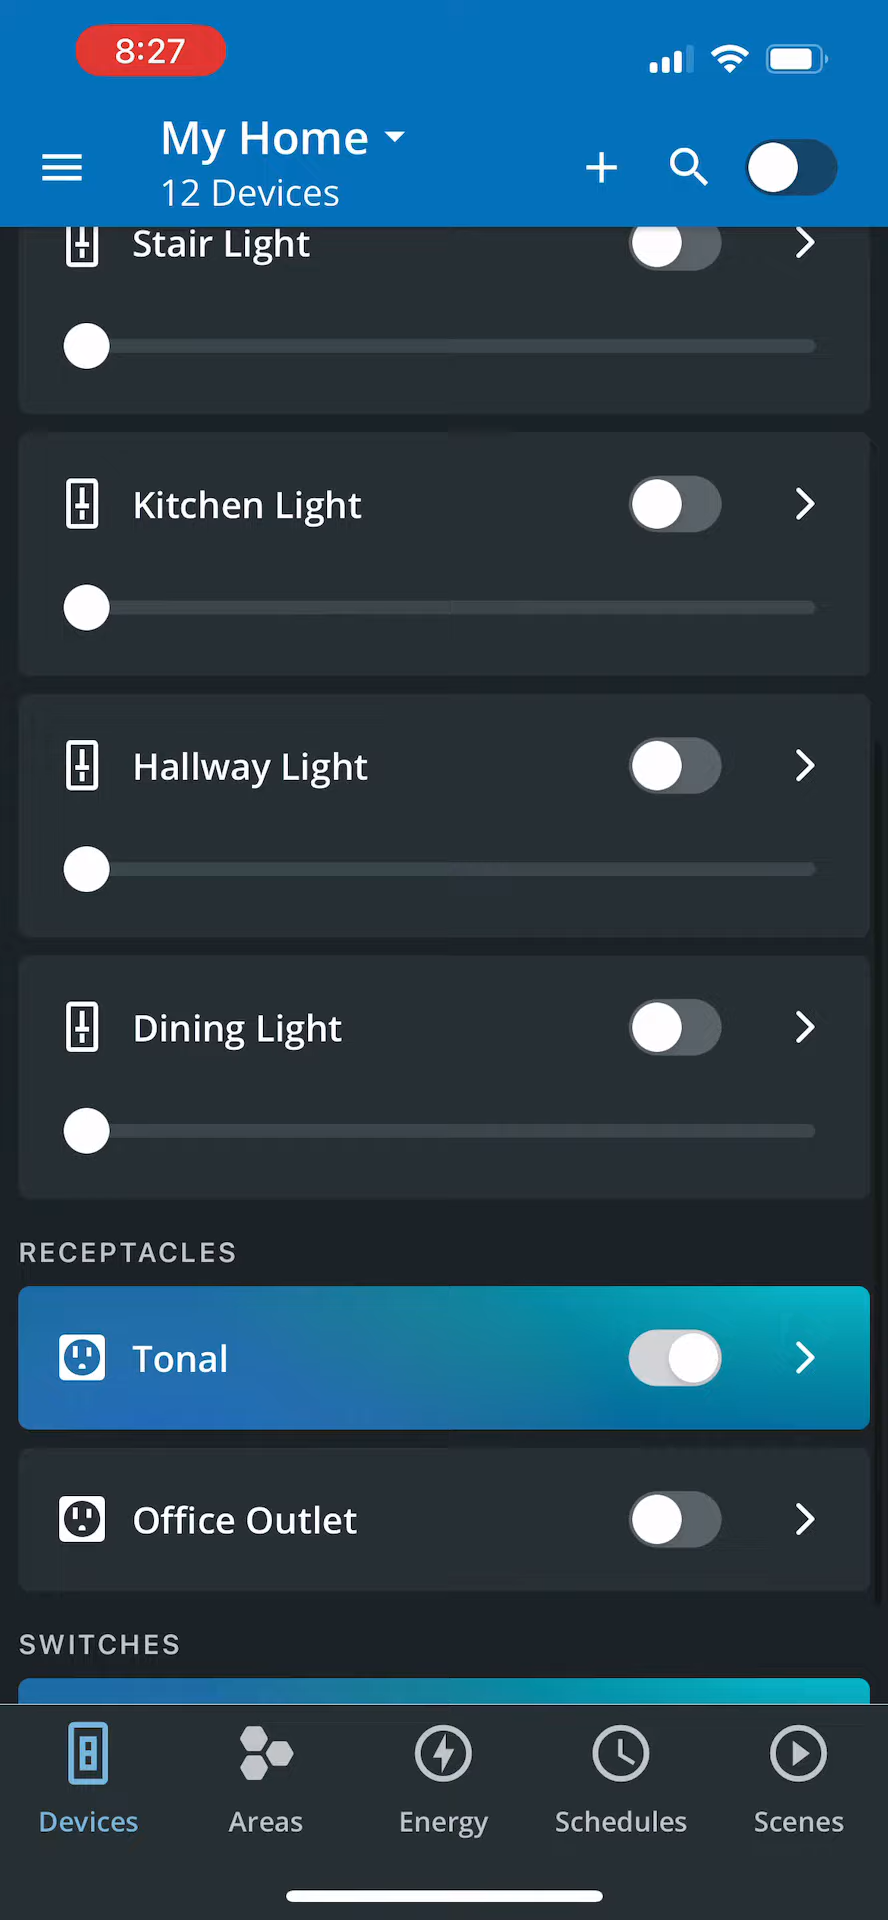 8:27
My Home
12 Devices
Stair Light
Kitchen Light
Hallway Light
Dining Light
RECEPTACLES
Tonal
Office Outlet
SWITCHES
Devices
Areas
Energy
Schedules
Scenes